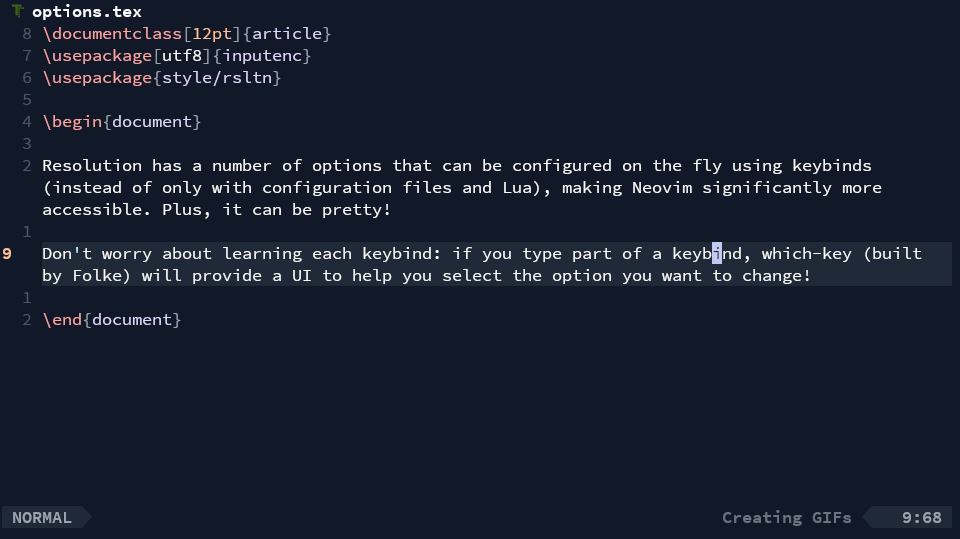 options.tex
8 \documentclass[12pt]{article}
7 \usepackage[utf8]{inputenc}
6 \usepackage{style/rsltn}
5
4 \begin{document}
3
2 Resolution has a number of options that can be configured on the fly using keybinds
(instead of only with configuration files and Lua), making Neovim significantly more
accessible. Plus, it can be pretty!
1
9 Don't worry about learning each keybind: if you type part of a keybind, which-key (built
by Folke) will provide a UI to help you select the option you want to change!
1
2 \end{document}
NORMAL Creating GIFs 9:68